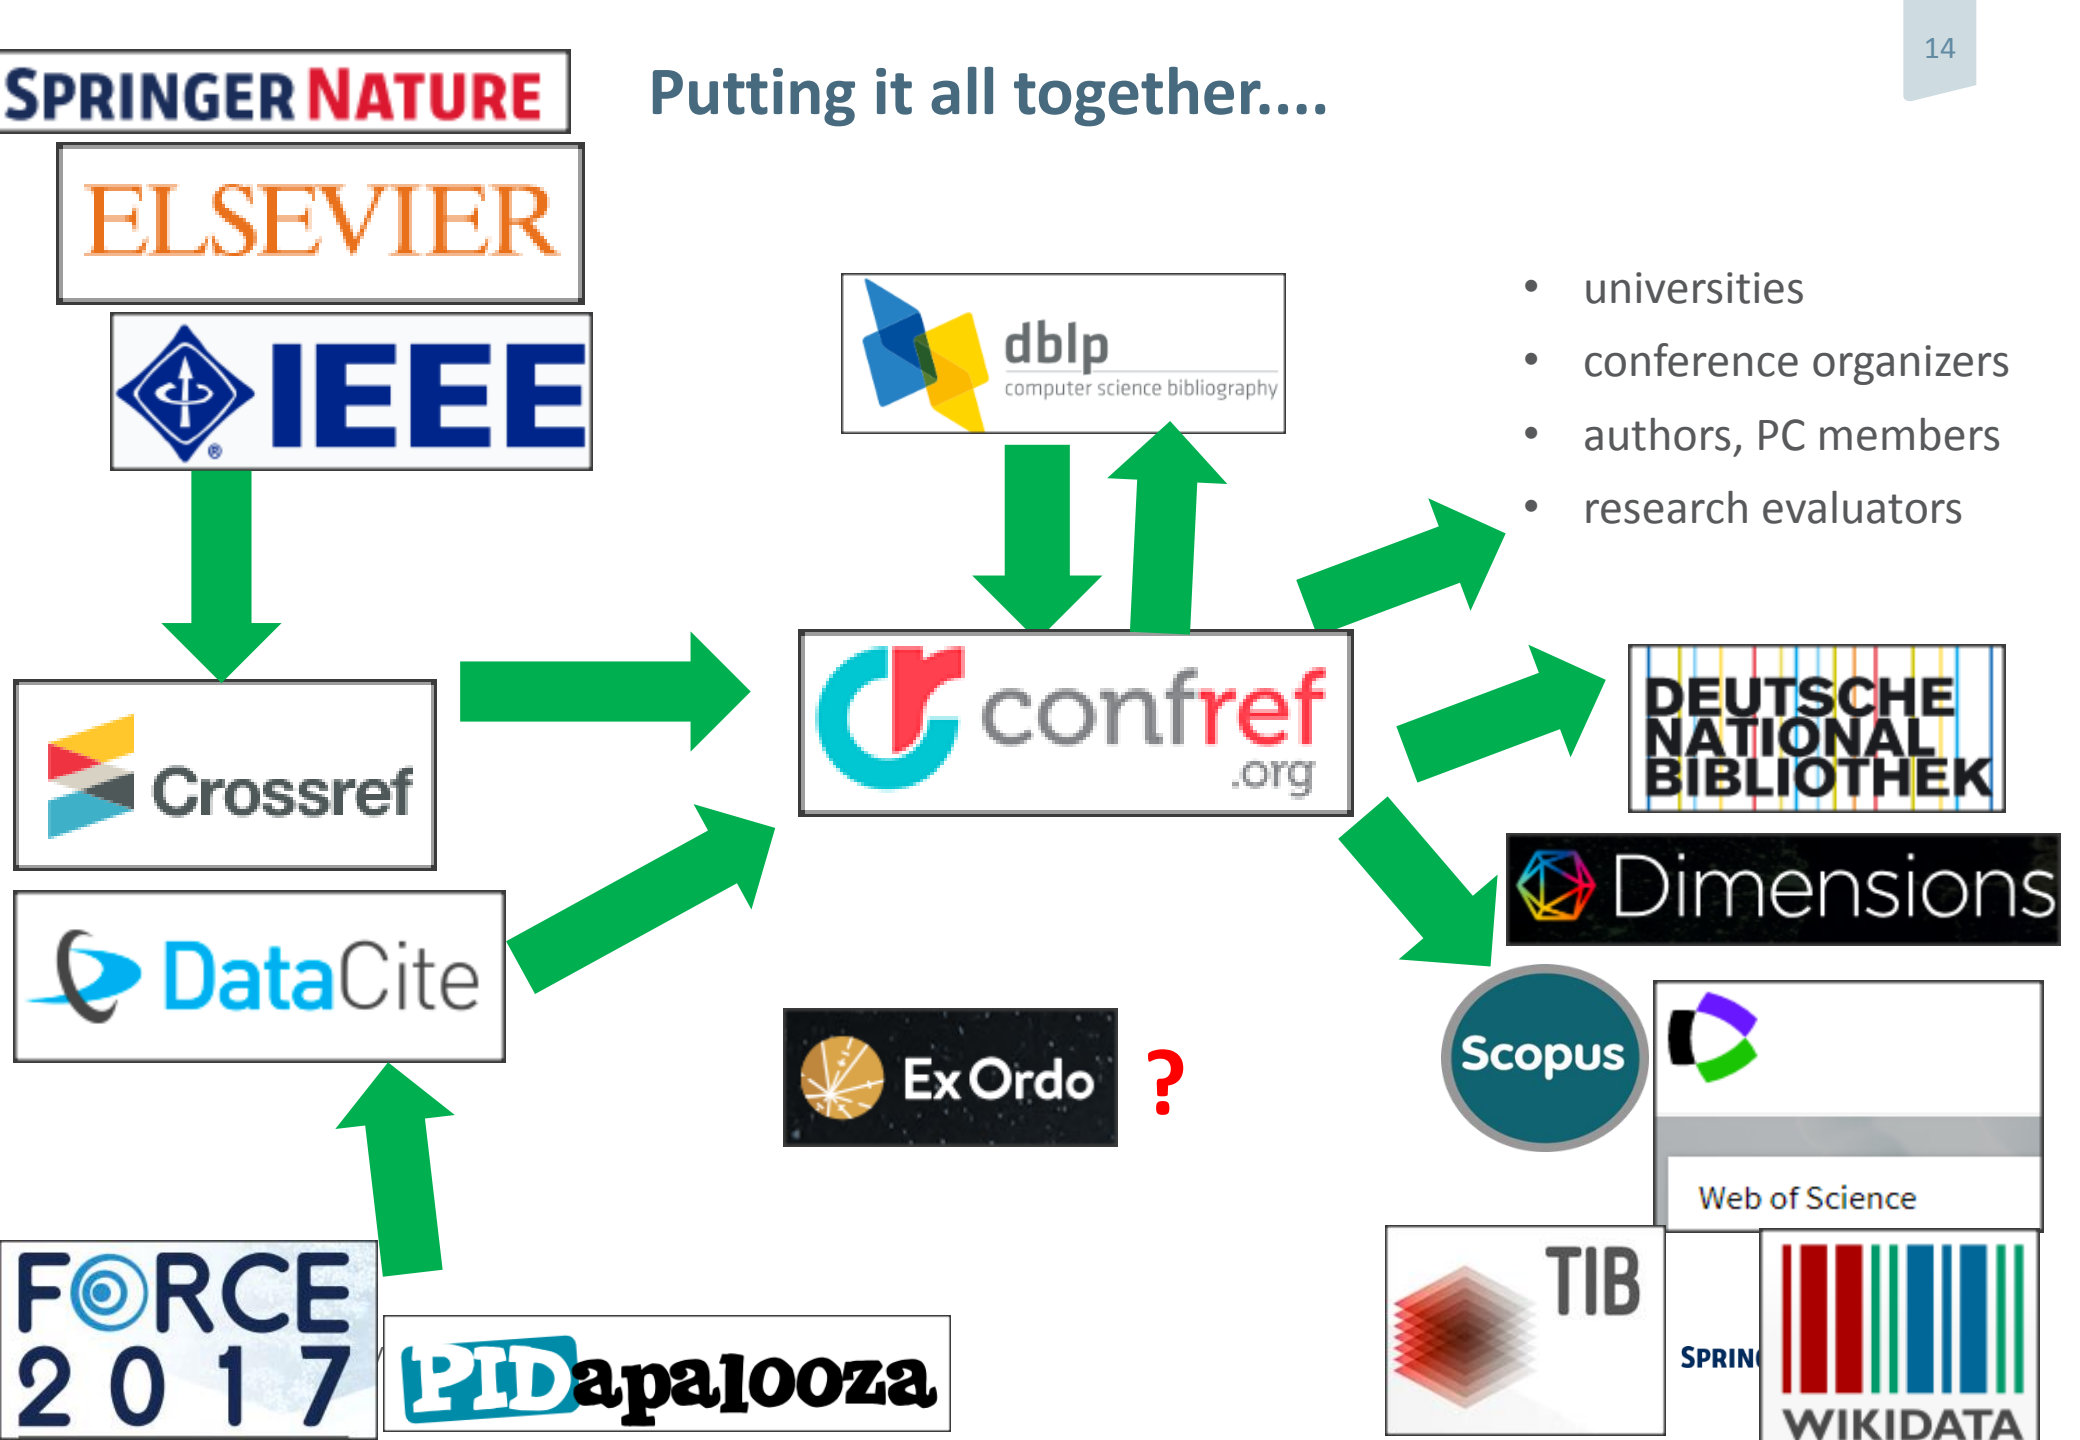 14
SPRINGER NATURE
Putting it all together....
ELSEVIER
® IEEE
dblp
computer science bibliography
• universities
• conference organizers
• authors, PC members
• research evaluators
confref
.org
Crossref
DEUTSCHE
NATIONAL
BIBLIOTHEK
Dimensions
DataCite
Ex Ordo ?
Scopus
Web of Science
FORCE
2017
PIDapalooza
TIB
SPRIN
WIKIDATA